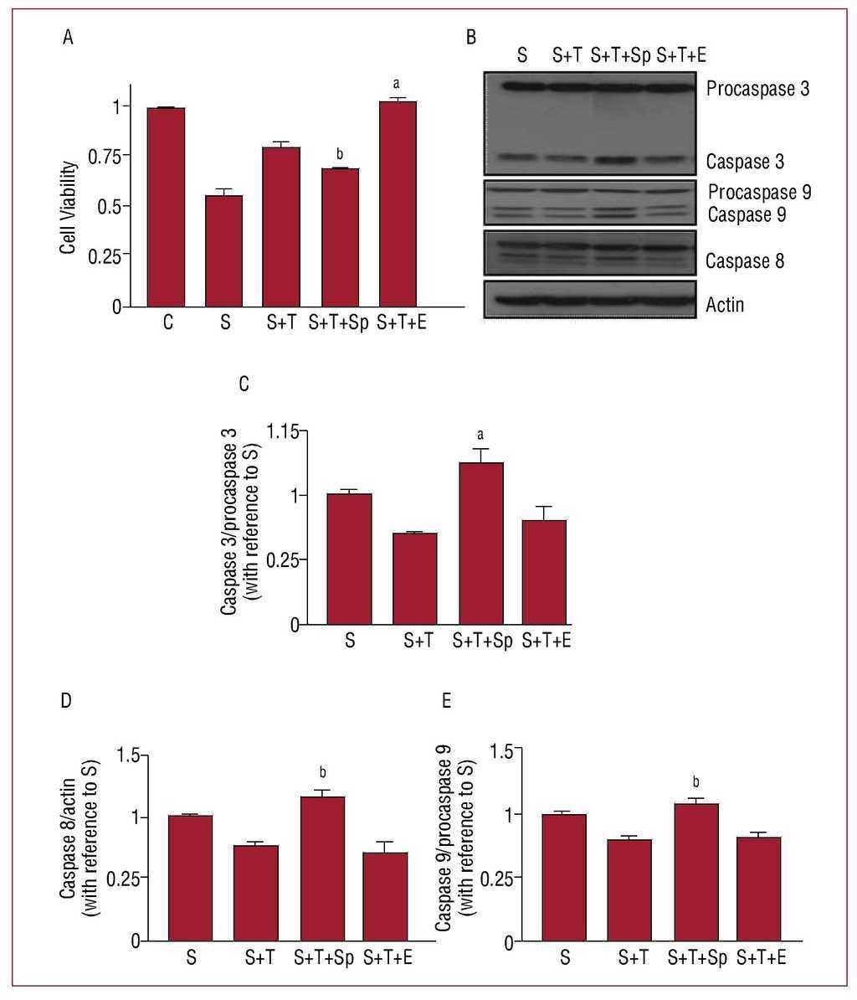 A
1
0.75
0.5
0.25
0
Cell Viability
a
b
C
S
S+T
S+T+Sp
S+T+E
B
S S+T S+T+Sp S+T+E
Procaspase 3
Caspase 3
Procaspase 9
Caspase 9
Caspase 8
Actin
C
Caspase 3/procaspase 3
(with reference to S)
1.15
1
0.25
0
a
S
S+T
S+T+Sp
S+T+E
D
Caspase 8/actin
(with reference to S)
1.5
1
0.25
0
b
S
S+T
S+T+Sp
S+T+E
E
Caspase 9/procaspase 9
(with reference to S)
1.5
1
0.25
0
b
S
S+T
S+T+Sp
S+T+E